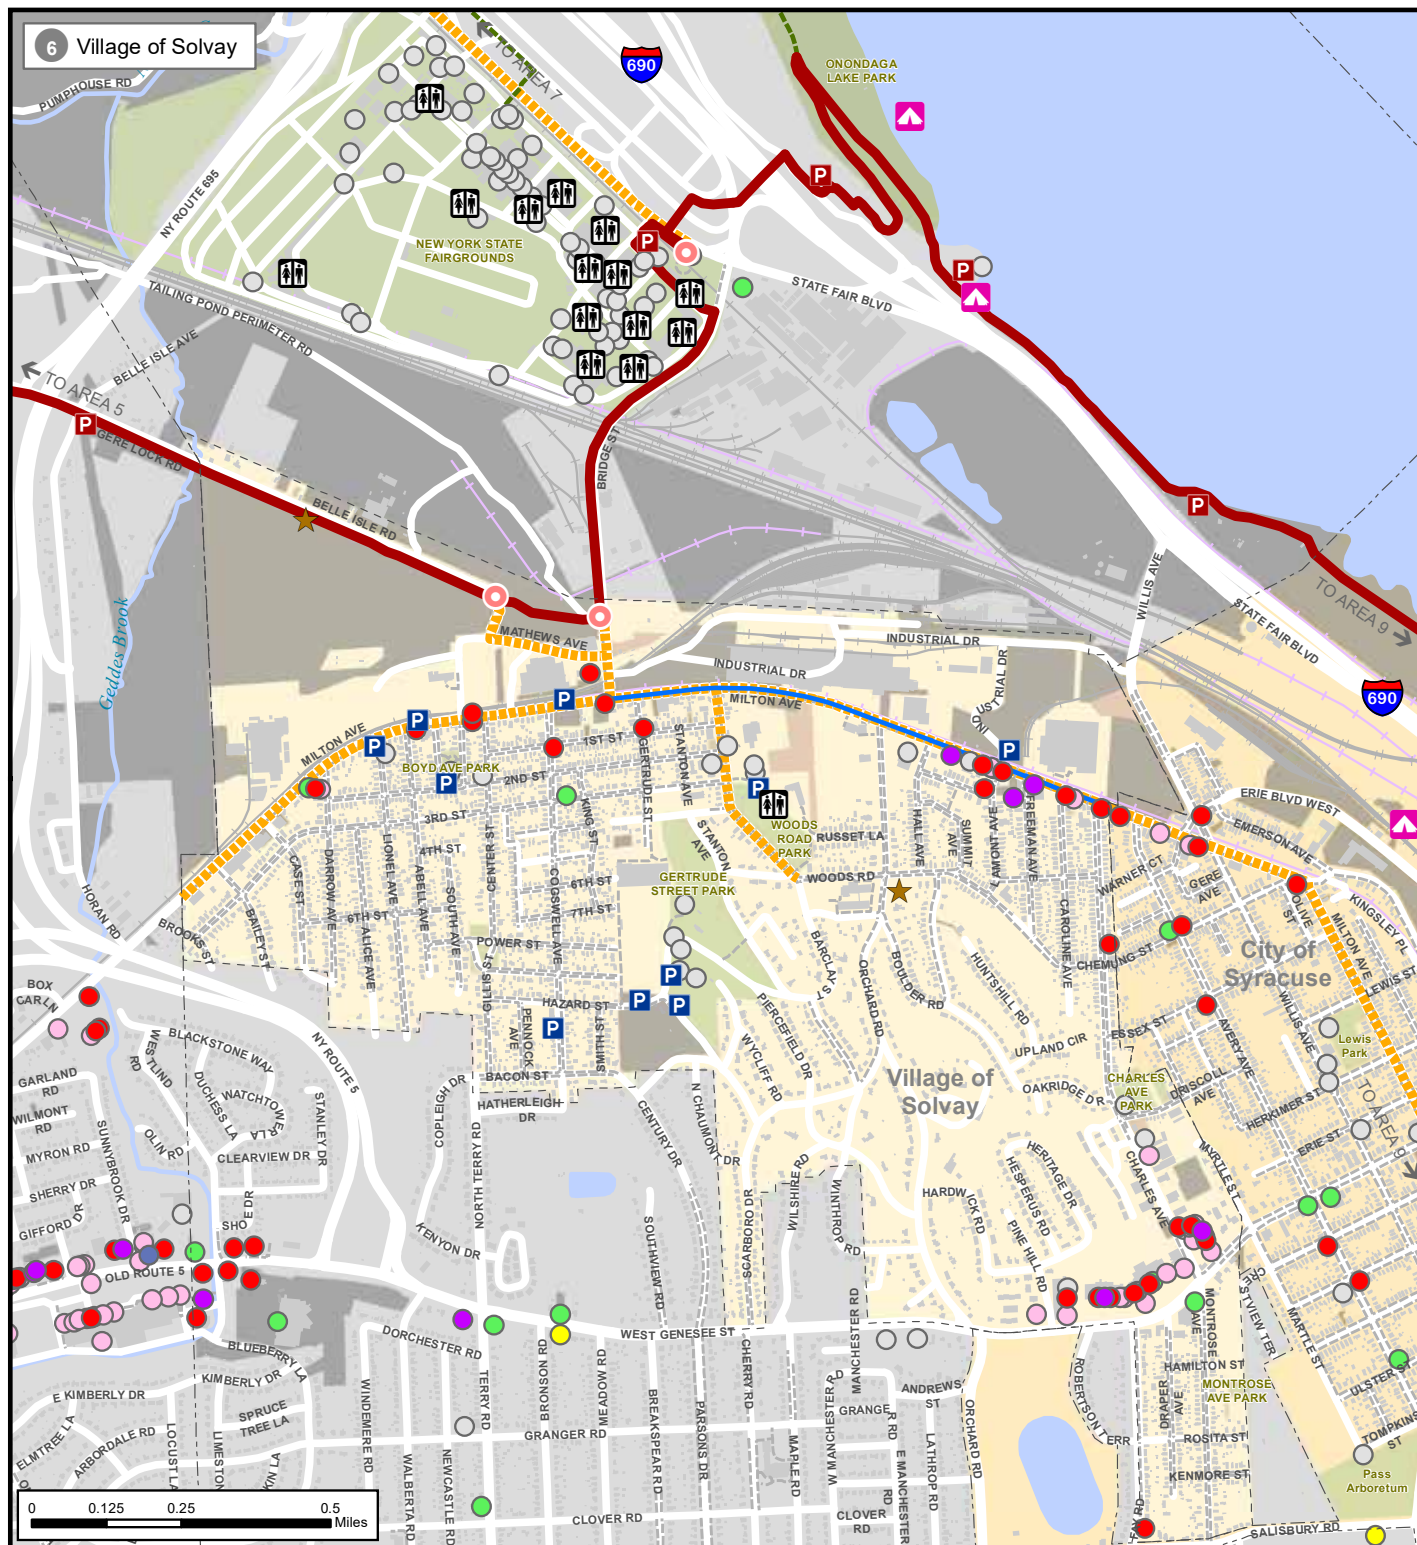 6 Village of Solvay
PUMPHOUSE RD
TO AREA 7
690
ONONDAGA
LAKE PARK
NY ROUTE 695
NEW YORK STATE
FAIRGROUNDS
P
P
P
STATE FAIR BLVD
TAILING POND PERIMETER RD
BELLE ISLE AVE
TO AREA 5
P
GERE LOCK RD
BRIDGE ST
BELLE ISLE RD
P
WILLIS AVE
TO AREA 9
STATE FAIR BLVD
Geddes Brook
MATHEWS AVE
INDUSTRIAL DR
INDUSTRIAL DR
INDUSTRIAL DR
690
MILTON AVE
MILTON AVE
P
P
P
P
P
P
1ST ST
BOYD AVE PARK
2ND ST
3RD ST
4TH ST
6TH ST
7TH ST
6TH ST
GERTRUDE ST
STANTON AVE
STANTON
AVE
KING ST
CENTER ST
COGSWELL AVE
CASE ST
DARROW AVE
LIONEL AVE
ABELL AVE
SOUTH AVE
ALICE AVE
BAILEY ST
BROOKS ST
HORAN RD
WOODS
ROAD
PARK
RUSSET LA
WOODS RD
GERTRUDE
STREET PARK
HALL AVE
SUMMIT
AVE
LAMONT AVE
FREEMAN AVE
CAROLINE AVE
ERIE BLVD WEST
EMERSON AVE
WARNER CT
GERE
AVE
OLIVE
ST
KINGSLEY PL
MILTON AVE
LEWIS ST
City of
Syracuse
CHEMUNG ST
POWER ST
GILLIS ST
HAZARD ST
PENNOCK
AVE
SMITH ST
BACON ST
P
P
P
P
BARCLAY
ST
ORCHARD RD
BOULDER RD
HUNTSHILL RD
PIERCEFIELD DR
WYCLIFF RD
UPLAND CIR
OAKRIDGE DR
ESSEX ST
AVERY AVE
WILLIS AVE
Lewis
Park
DRISCOLL
AVE
HERKIMER ST
ERIE ST
TO AREA 9
CHARLES
AVE
PARK
Village of
Solvay
BOX
CAR LN
BLACKSTONE WAY
WESTLIND
RD
DUCHESS LA
WATCHTOWER
LA
NY ROUTE 5
GARLAND
RD
WILMONT
RD
MYRON RD
SHERRY DR
GIFFORD DR
SUNNYBROOK DR
OLIN RD
CLEARVIEW DR
STANLEY DR
COPLEIGH DR
HATHERLEIGH
DR
NORTH TERRY RD
CENTURY DR
N CHAUMONT DR
KENYON DR
SOUTHVIEW RD
SCARBORO DR
WILSHIRE RD
WINTHROP RD
HARDWICK RD
HESPERUS RD
HERITAGE DR
PINE HILL RD
CHARLES AVE
MYRTLE ST
SHO
E DR
OLD ROUTE 5
WEST GENESEE ST
DORCHESTER RD
BLUEBERRY LA
KIMBERLY DR
E KIMBERLY DR
SPRUCE
TREE LA
ELMTREE LA
ARBORDALE RD
LOCUST LA
LIMESTON
KIN LA
WINDEMERE RD
WALBERTA RD
NEWCASTLE RD
TERRY RD
BRONSON RD
MEADOW RD
BREAKSPEAR RD
PARSONS DR
CHERRY RD
MAPLE RD
W MANCHESTER RD
MANCHESTER RD
GRANGER RD
GRANGER RD
E MANCHESTER
RD
ANDREWS
ST
LATHROP RD
ORCHARD RD
CLOVER RD
CLOVER
RD
ROBERTSON TERR
MONTROSE
AVE
CRESTVIEW TER
MARTLE ST
HAMILTON ST
MONTROSE
AVE PARK
DRAPER
AVE
ROSITA ST
KENMORE ST
FAY RD
ULSTER ST
TOMPKINS
ST
Pass
Arboretum
SALISBURY RD
0 0.125 0.25 0.5
Miles